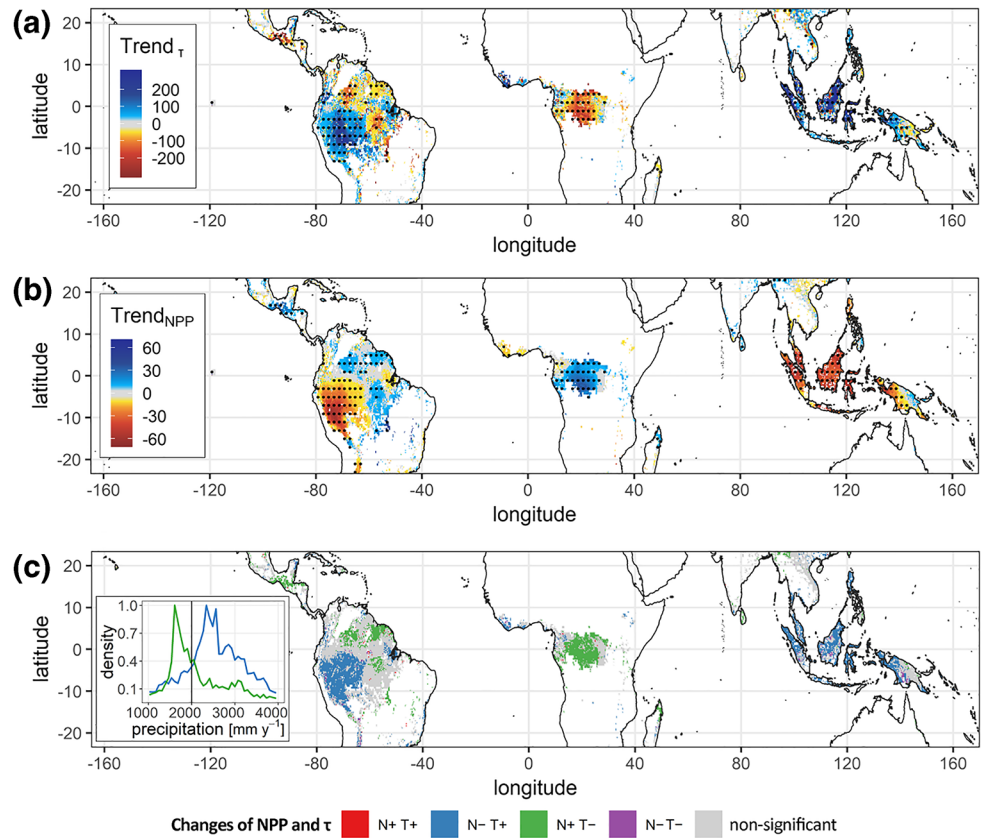 (a)
Trend τ
200
100
0
-100
-200
20
10
0
-10
-20
latitude
-160 -120 -80 -40 0 40 80 120 160
longitude
(b)
TrendNPP
60
30
0
-30
-60
20
10
0
-10
-20
latitude
-160 -120 -80 -40 0 40 80 120 160
longitude
(c)
1.0
0.7
0.4
0.1
density
1000 2000 3000 4000
precipitation [mm y⁻¹]
20
10
0
-10
-20
latitude
-160 -120 -80 -40 0 40 80 120 160
longitude
Changes of NPP and τ N+ T+ N− T+ N+ T− N−T− non-significant